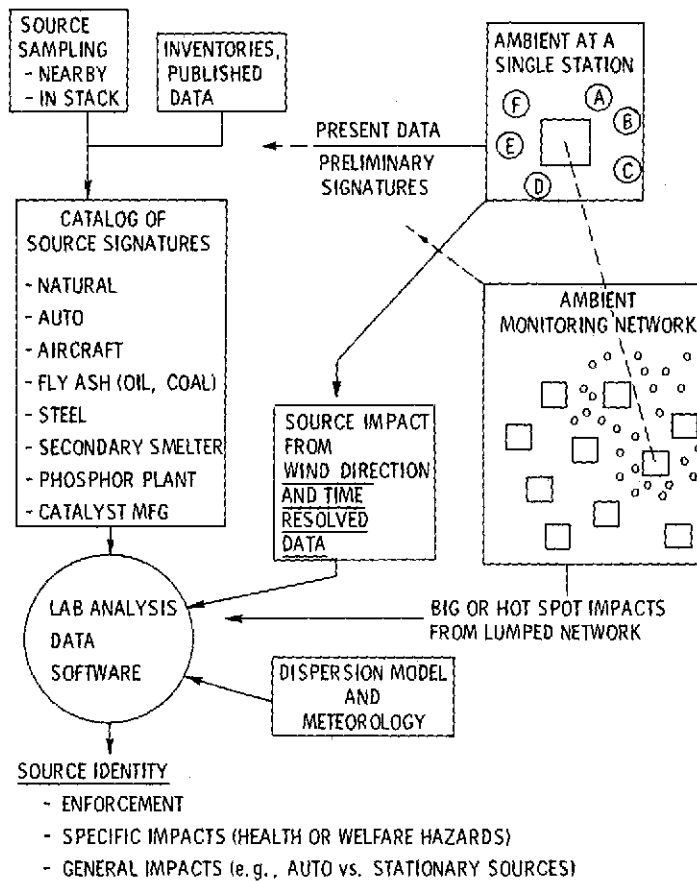 SOURCE
SAMPLING
- NEARBY
- IN STACK
INVENTORIES,
PUBLISHED
DATA
AMBIENT AT A
SINGLE STATION
A
B
C
D
E
F
PRESENT DATA
PRELIMINARY
SIGNATURES
CATALOG OF
SOURCE SIGNATURES
- NATURAL
- AUTO
- AIRCRAFT
- FLY ASH (OIL, COAL)
- STEEL
- SECONDARY SMELTER
- PHOSPHOR PLANT
- CATALYST MFG
AMBIENT
MONITORING NETWORK
SOURCE IMPACT
FROM
WIND DIRECTION
AND TIME
RESOLVED
DATA
LAB ANALYSIS
DATA
SOFTWARE
BIG OR HOT SPOT IMPACTS
FROM LUMPED NETWORK
DISPERSION MODEL
AND
METEOROLOGY
SOURCE IDENTITY
- ENFORCEMENT
- SPECIFIC IMPACTS (HEALTH OR WELFARE HAZARDS)
- GENERAL IMPACTS (e.g., AUTO vs. STATIONARY SOURCES)